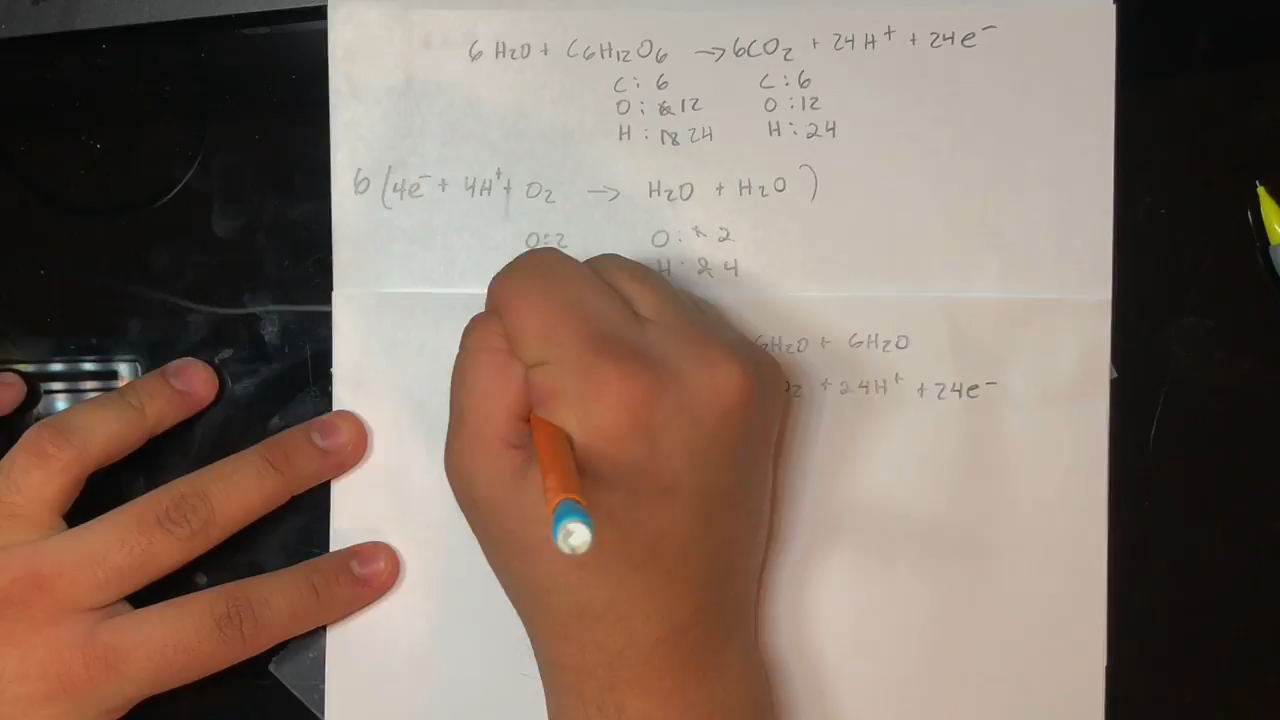 6 H2O + C6H12O6 → 6CO2 + 24H+ + 24e-
C: 6 C: 6
O: 12 O: 12
H: 24 H: 24
6 (4e- + 4H+ + O2 → H2O + H2O)
O: 2 O: 2
H: 4
6H2O + 6H2O
+ 24H+ + 24e-